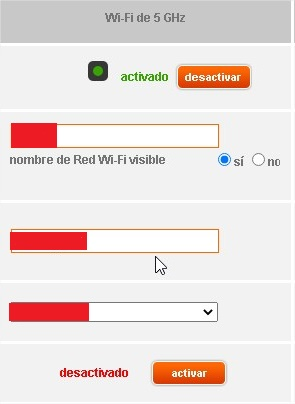 Wi-Fi de 5 GHz
activado desactivar
nombre de Red Wi-Fi visible sí no
desactivado activar